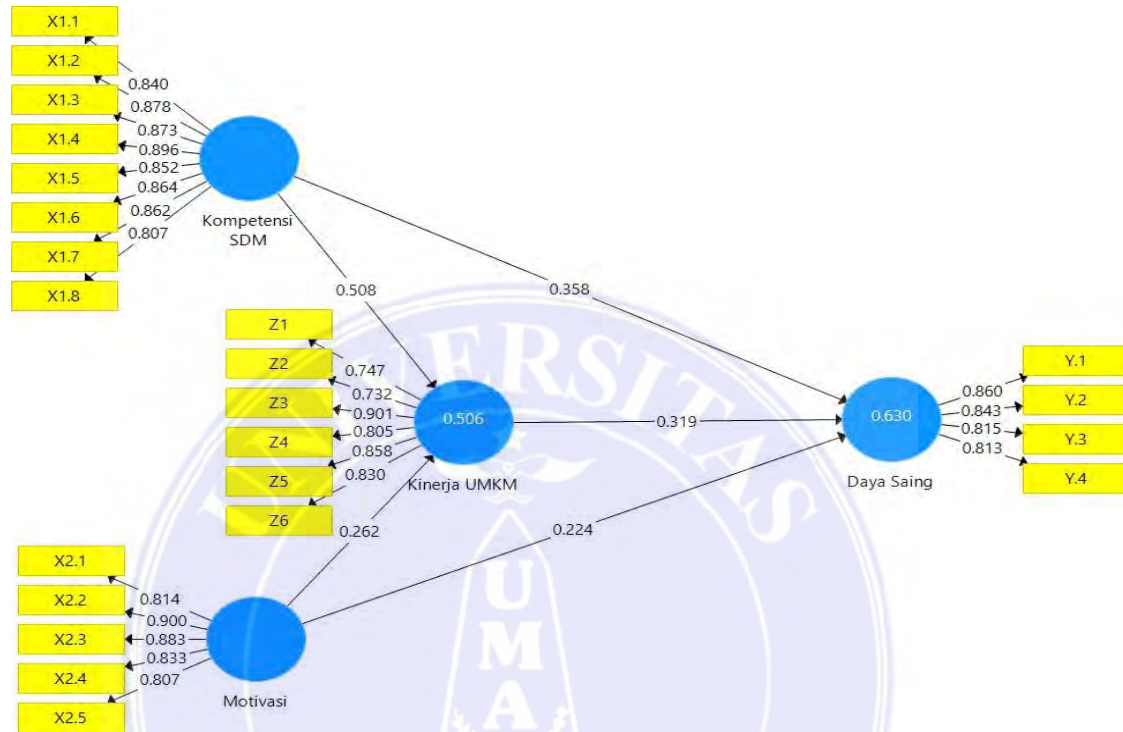 X1.1
X1.2
X1.3
X1.4
X1.5
X1.6
X1.7
X1.8
0.840
0.878
0.873
0.896
0.852
0.864
0.862
0.807
Kompetensi
SDM
0.508
0.358
Z1
Z2
Z3
Z4
Z5
Z6
0.747
0.732
0.901
0.805
0.858
0.830
0.506
Kinerja UMKM
0.319
0.630
Daya Saing
0.860
0.843
0.815
0.813
Y.1
Y.2
Y.3
Y.4
0.262
0.224
X2.1
X2.2
X2.3
X2.4
X2.5
0.814
0.900
0.883
0.833
0.807
Motivasi
UNIVERSITAS
UMA